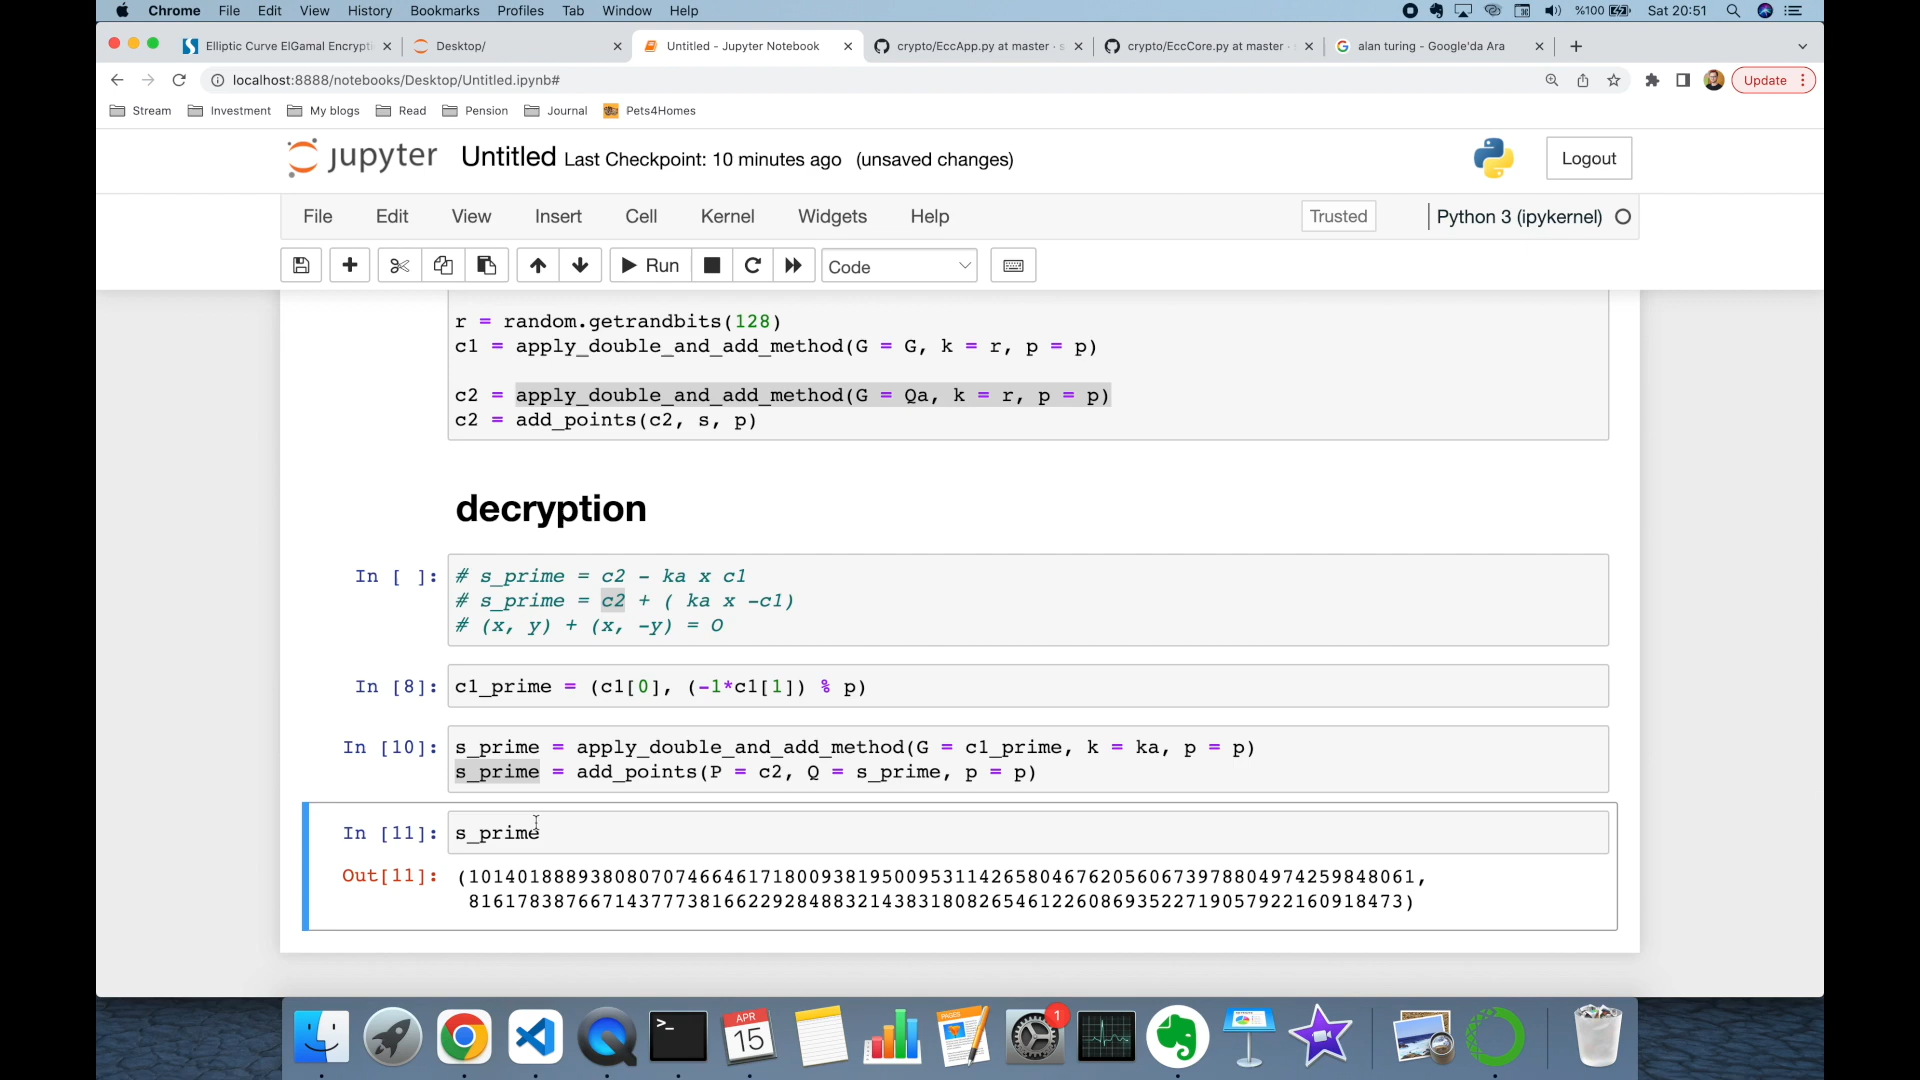 Chrome File Edit View History Bookmarks Profiles Tab Window Help %100 Sat 20:51
Elliptic Curve ElGamal Encrypti Desktop/ Untitled - Jupyter Notebook crypto/EccApp.py at master · s crypto/EccCore.py at master · alan turing - Google'da Ara
localhost:8888/notebooks/Desktop/Untitled.ipynb# Update
Stream Investment My blogs Read Pension Journal Pets4Homes
jupyter Untitled Last Checkpoint: 10 minutes ago (unsaved changes) Logout
File Edit View Insert Cell Kernel Widgets Help Trusted Python 3 (ipykernel)
Run Code
r = random.getrandbits(128)
c1 = apply_double_and_add_method(G = G, k = r, p = p)
c2 = apply_double_and_add_method(G = Qa, k = r, p = p)
c2 = add_points(c2, s, p)
decryption
In [ ]: # s_prime = c2 - ka x c1
# s_prime = c2 + ( ka x -c1)
# (x, y) + (x, -y) = O
In [8]: c1_prime = (c1[0], (-1*c1[1]) % p)
In [10]: s_prime = apply_double_and_add_method(G = c1_prime, k = ka, p = p)
s_prime = add_points(P = c2, Q = s_prime, p = p)
In [11]: s_prime
Out[11]: (101401888938080707466461718009381950095311426580467620560673978804974259848061,
81617838766714377738166229284883214383180826546122608693522719057922160918473)
APR
15
PAGES
1